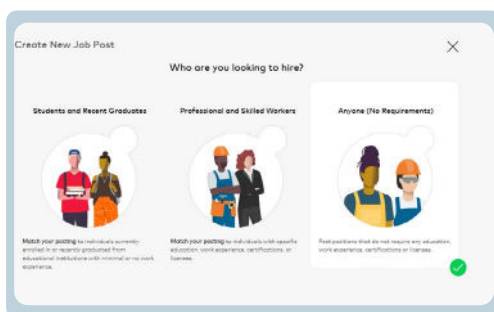 Create New Job Post
Who are you looking to hire?
Students and Recent Graduates
Match your posting to individuals currently
enrolled in or recently graduated from
educational institutions with minimal or no work
experience.
Professional and Skilled Workers
Match your posting to individuals with specific
education, work experience, certifications, or
licenses.
Anyone (No Requirements)
Post positions that do not require any education,
work experience, certifications or licenses.